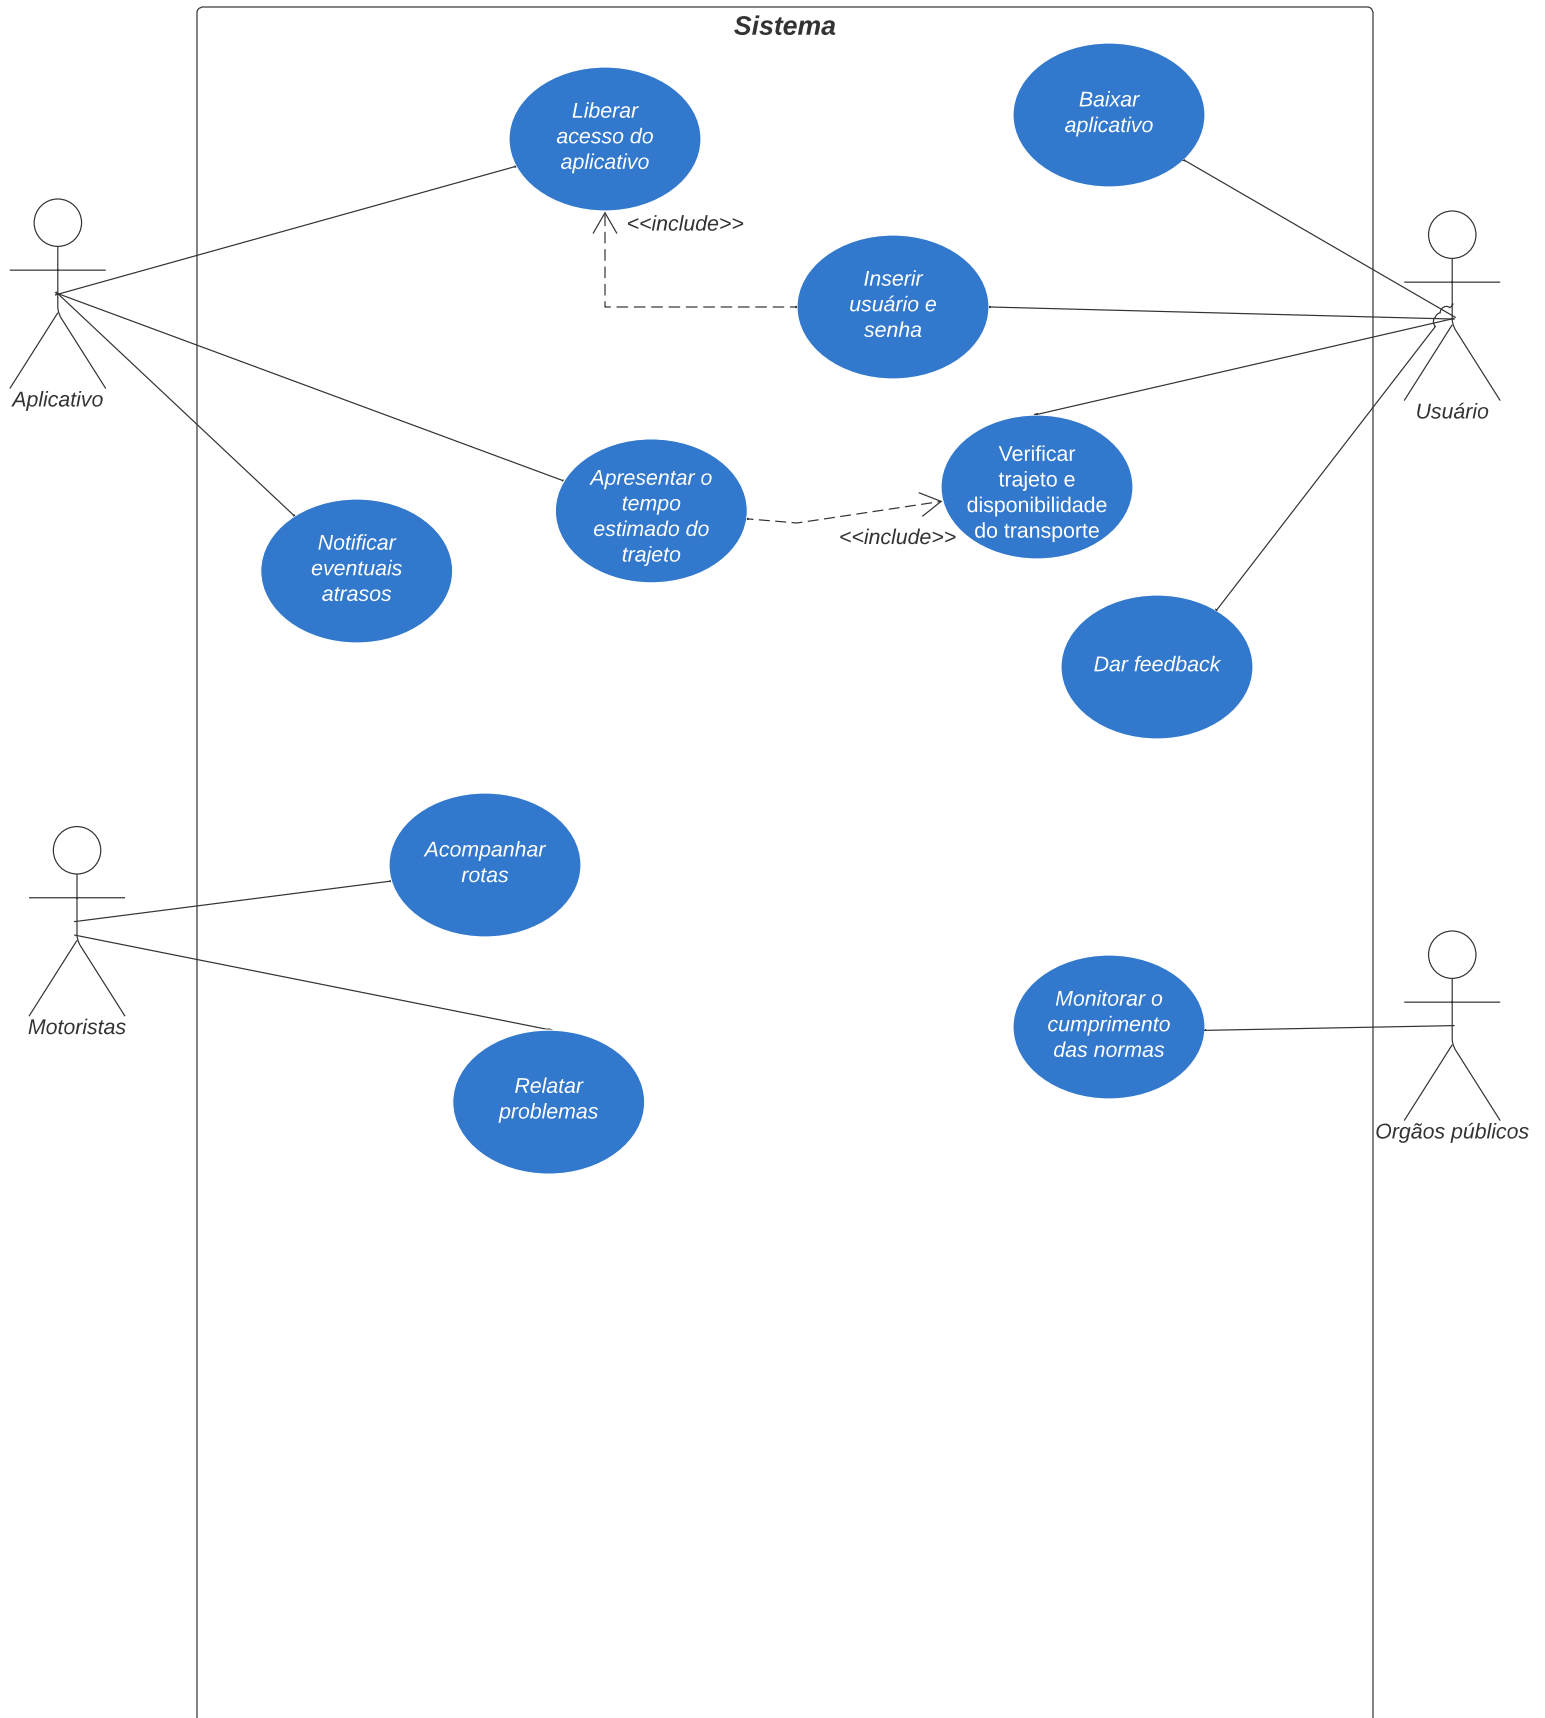 Sistema
Liberar
acesso do
aplicativo
Baixar
aplicativo
<<include>>
Inserir
usuário e
senha
Aplicativo
Usuário
Apresentar o
tempo
estimado do
trajeto
Verificar
trajeto e
disponibilidade
do transporte
<<include>>
Notificar
eventuais
atrasos
Dar feedback
Acompanhar
rotas
Motoristas
Monitorar o
cumprimento
das normas
Relatar
problemas
Orgãos públicos